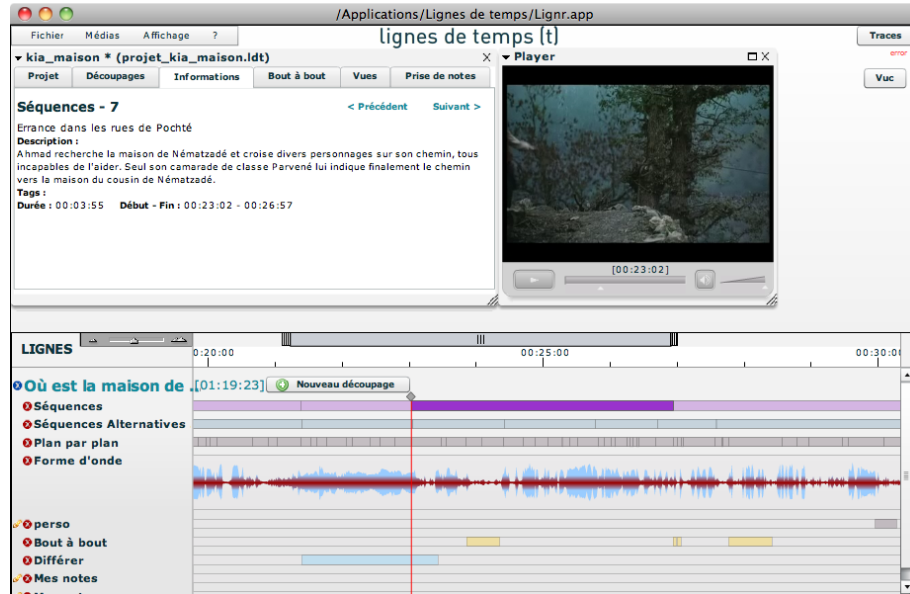 /Applications/Lignes de temps/Lignr.app
Fichier Médias Affichage ?
lignes de temps (t)
Traces
error
Vuc
kia_maison * (projet_kia_maison.ldt) X
Projet Découpages Informations Bout à bout Vues Prise de notes
Séquences - 7 < Précédent Suivant >
Errance dans les rues de Pochté
Description :
Ahmad recherche la maison de Nématzadé et croise divers personnages sur son chemin, tous
incapables de l'aider. Seul son camarade de classe Parvené lui indique finalement le chemin
vers la maison du cousin de Nématzadé.
Tags :
Durée : 00:03:55 Début - Fin : 00:23:02 - 00:26:57
Player X
[00:23:02]
LIGNES
0:20:00 00:25:00 00:30:0
Où est la maison de . [01:19:23] Nouveau découpage
Séquences
Séquences Alternatives
Plan par plan
Forme d'onde
perso
Bout à bout
Différer
Mes notes